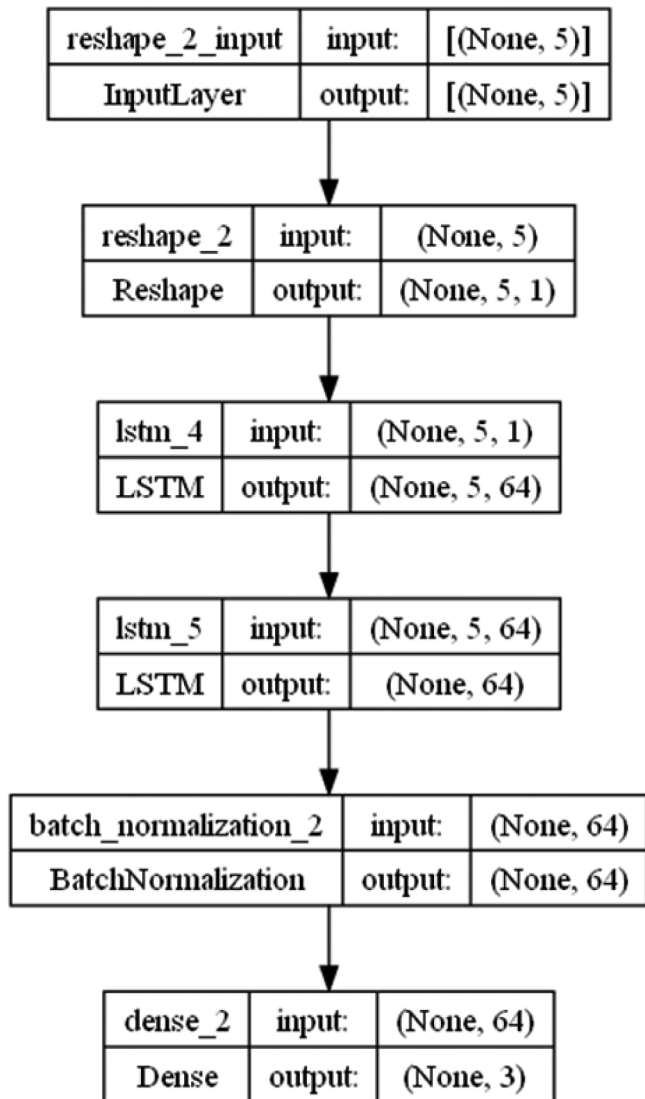 reshape_2_input input: [(None, 5)]
InputLayer output: [(None, 5)]
reshape_2 input: (None, 5)
Reshape output: (None, 5, 1)
lstm_4 input: (None, 5, 1)
LSTM output: (None, 5, 64)
lstm_5 input: (None, 5, 64)
LSTM output: (None, 64)
batch_normalization_2 input: (None, 64)
BatchNormalization output: (None, 64)
dense_2 input: (None, 64)
Dense output: (None, 3)